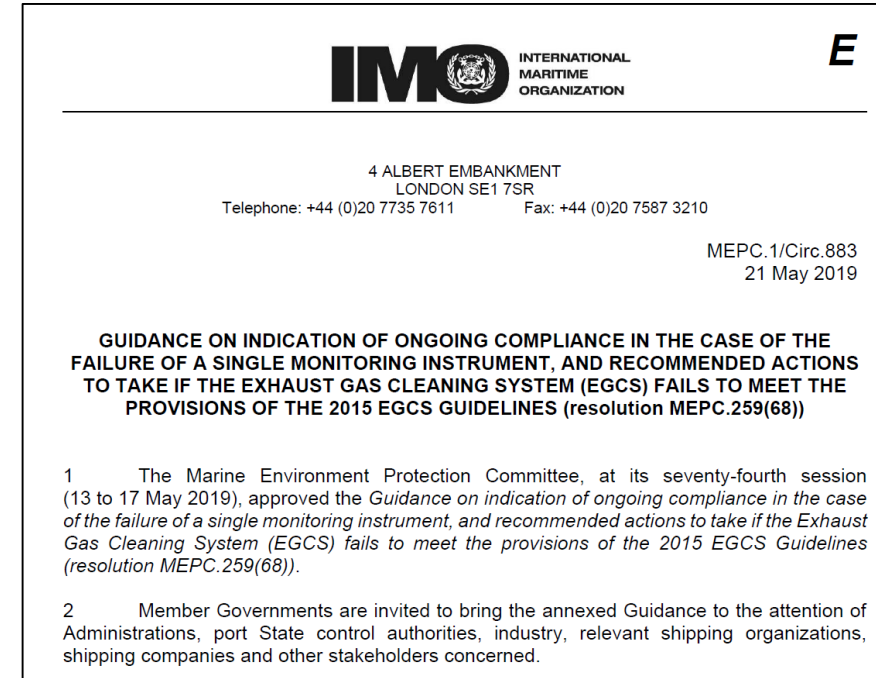 IMO
INTERNATIONAL
MARITIME
ORGANIZATION
E
4 ALBERT EMBANKMENT
LONDON SE1 7SR
Telephone: +44 (0)20 7735 7611 Fax: +44 (0)20 7587 3210
MEPC.1/Circ.883
21 May 2019
GUIDANCE ON INDICATION OF ONGOING COMPLIANCE IN THE CASE OF THE
FAILURE OF A SINGLE MONITORING INSTRUMENT, AND RECOMMENDED ACTIONS
TO TAKE IF THE EXHAUST GAS CLEANING SYSTEM (EGCS) FAILS TO MEET THE
PROVISIONS OF THE 2015 EGCS GUIDELINES (resolution MEPC.259(68))
1 The Marine Environment Protection Committee, at its seventy-fourth session
(13 to 17 May 2019), approved the Guidance on indication of ongoing compliance in the case
of the failure of a single monitoring instrument, and recommended actions to take if the Exhaust
Gas Cleaning System (EGCS) fails to meet the provisions of the 2015 EGCS Guidelines
(resolution MEPC.259(68)).
2 Member Governments are invited to bring the annexed Guidance to the attention of
Administrations, port State control authorities, industry, relevant shipping organizations,
shipping companies and other stakeholders concerned.